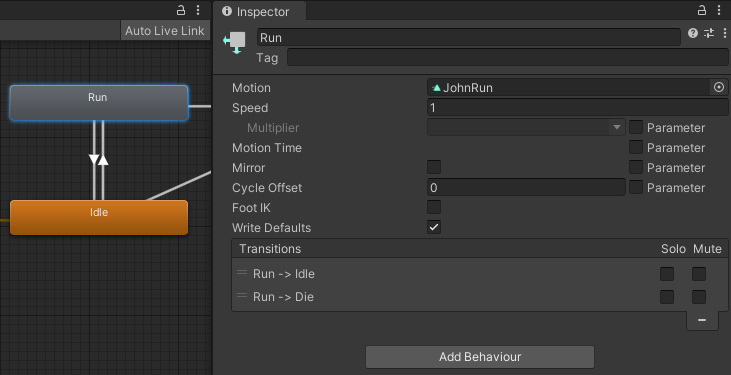 Auto Live Link
Run
Idle
Inspector
Run
Tag
Motion JohnRun
Speed 1
Multiplier Parameter
Motion Time Parameter
Mirror Parameter
Cycle Offset 0 Parameter
Foot IK
Write Defaults
Transitions Solo Mute
Run -> Idle
Run -> Die
Add Behaviour